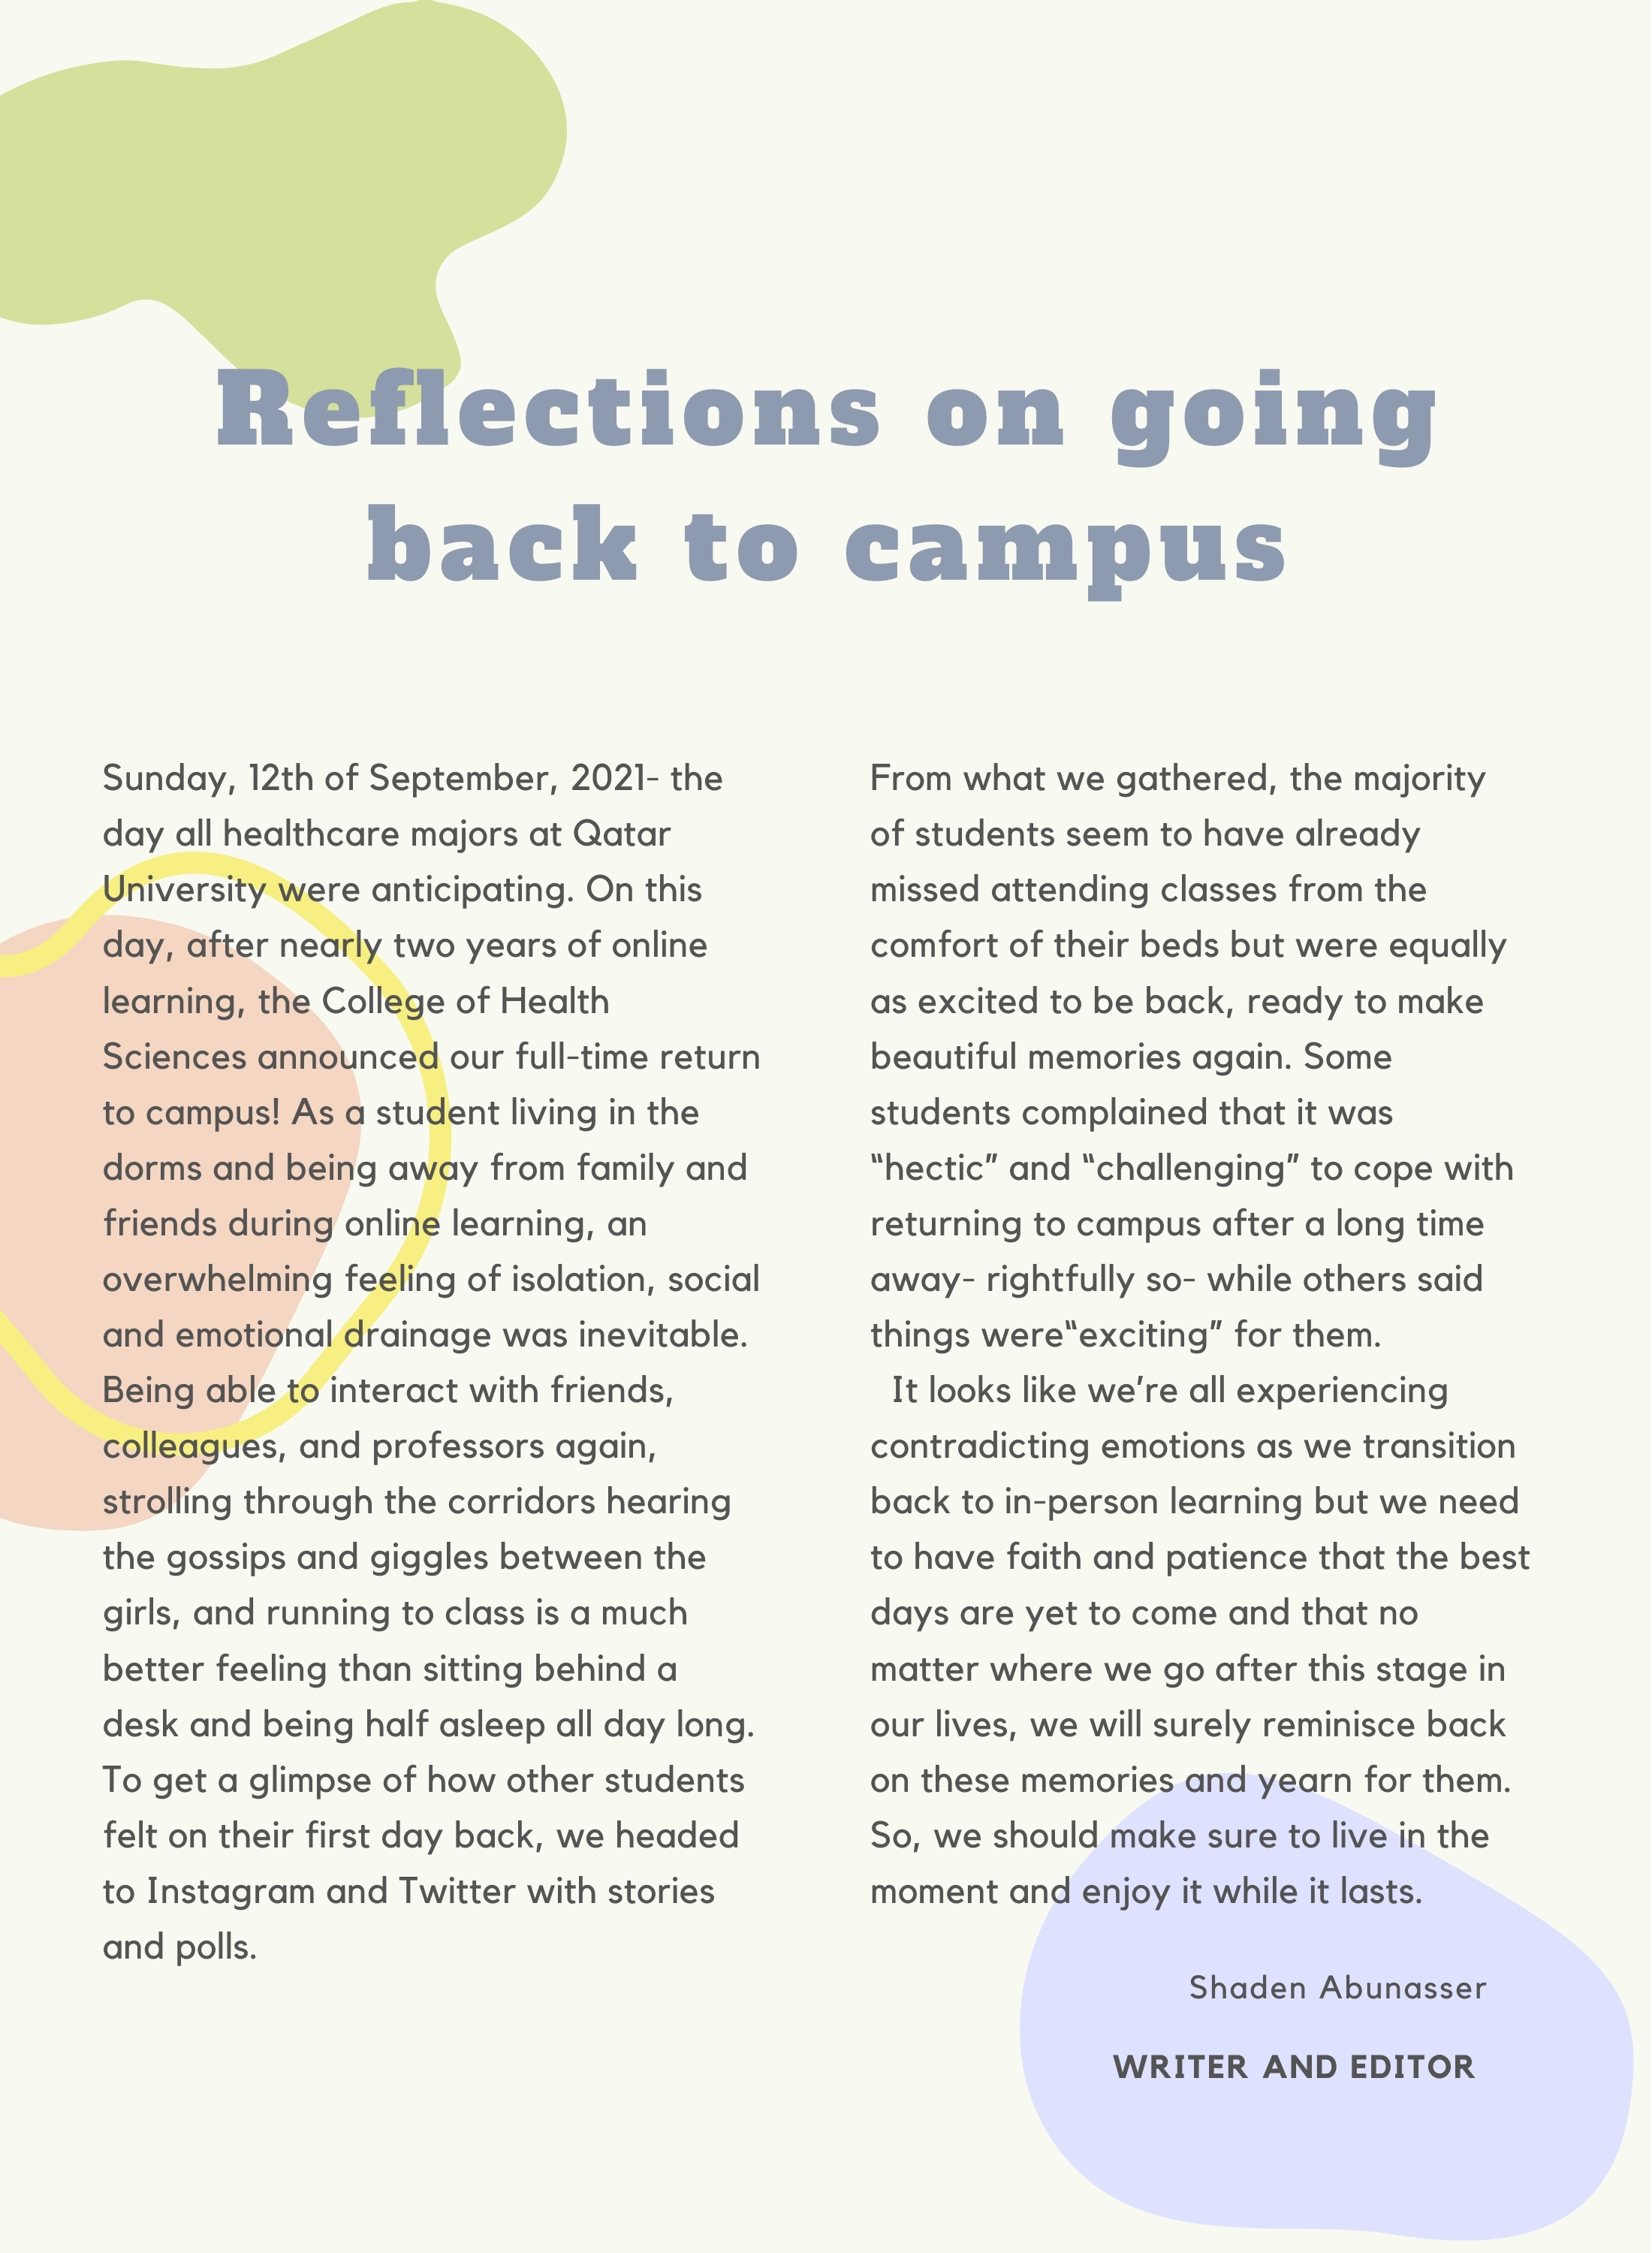 Reflections on going
back to campus
Sunday, 12th of September, 2021- the
day all healthcare majors at Qatar
University were anticipating. On this
day, after nearly two years of online
learning, the College of Health
Sciences announced our full-time return
to campus! As a student living in the
dorms and being away from family and
friends during online learning, an
overwhelming feeling of isolation, social
and emotional drainage was inevitable.
Being able to interact with friends,
colleagues, and professors again,
strolling through the corridors hearing
the gossips and giggles between the
girls, and running to class is a much
better feeling than sitting behind a
desk and being half asleep all day long.
To get a glimpse of how other students
felt on their first day back, we headed
to Instagram and Twitter with stories
and polls.
From what we gathered, the majority
of students seem to have already
missed attending classes from the
comfort of their beds but were equally
as excited to be back, ready to make
beautiful memories again. Some
students complained that it was
“hectic” and “challenging” to cope with
returning to campus after a long time
away- rightfully so- while others said
things were“exciting” for them.
It looks like we’re all experiencing
contradicting emotions as we transition
back to in-person learning but we need
to have faith and patience that the best
days are yet to come and that no
matter where we go after this stage in
our lives, we will surely reminisce back
on these memories and yearn for them.
So, we should make sure to live in the
moment and enjoy it while it lasts.
Shaden Abunasser
WRITER AND EDITOR